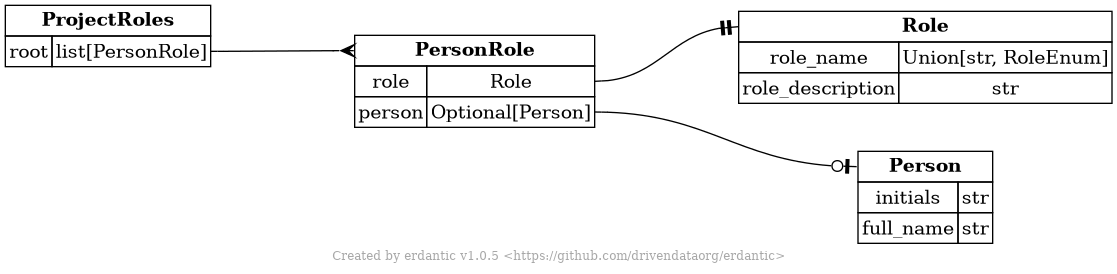 ProjectRoles
root list[PersonRole]
PersonRole
role Role
person Optional[Person]
Role
role_name Union[str, RoleEnum]
role_description str
Person
initials str
full_name str
Created by erdantic v1.0.5 <https://github.com/drivendataorg/erdantic>